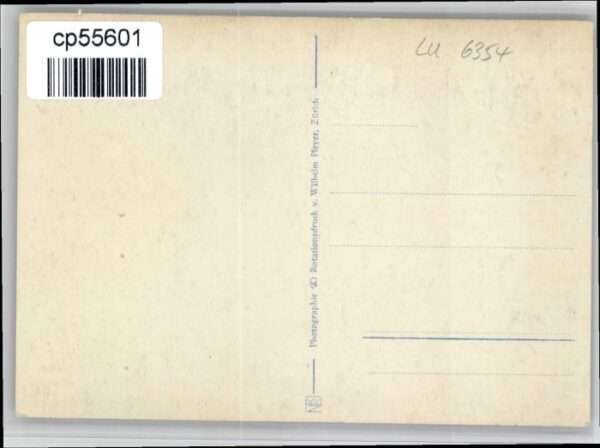 cp55601
LU 6354
Photographie & Rotationsdruck v. Wilhelm Pleyer, Zürich